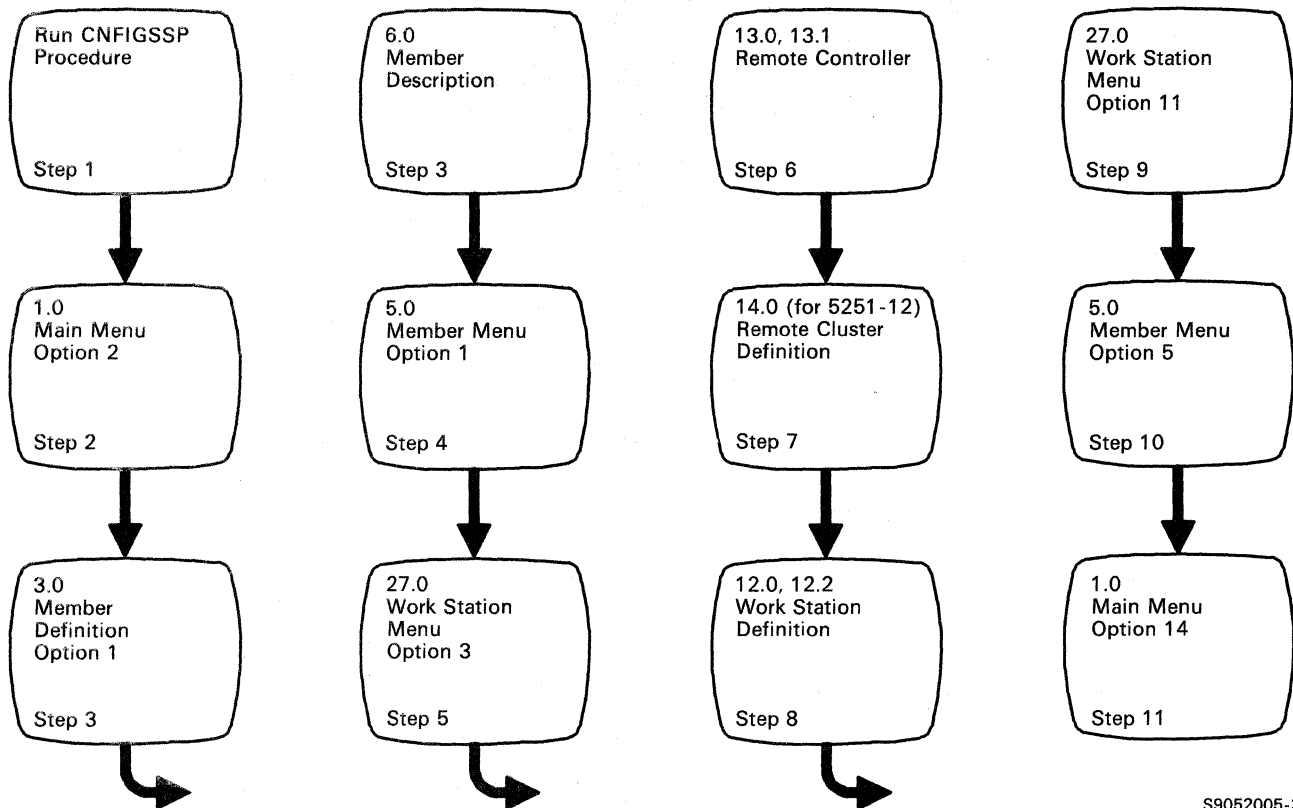 Run CNFIGSSP
Procedure
Step 1
1.0
Main Menu
Option 2
Step 2
3.0
Member
Definition
Option 1
Step 3
6.0
Member
Description
Step 3
5.0
Member Menu
Option 1
Step 4
27.0
Work Station
Menu
Option 3
Step 5
13.0, 13.1
Remote Controller
Step 6
14.0 (for 5251-12)
Remote Cluster
Definition
Step 7
12.0, 12.2
Work Station
Definition
Step 8
27.0
Work Station
Menu
Option 11
Step 9
5.0
Member Menu
Option 5
Step 10
1.0
Main Menu
Option 14
Step 11